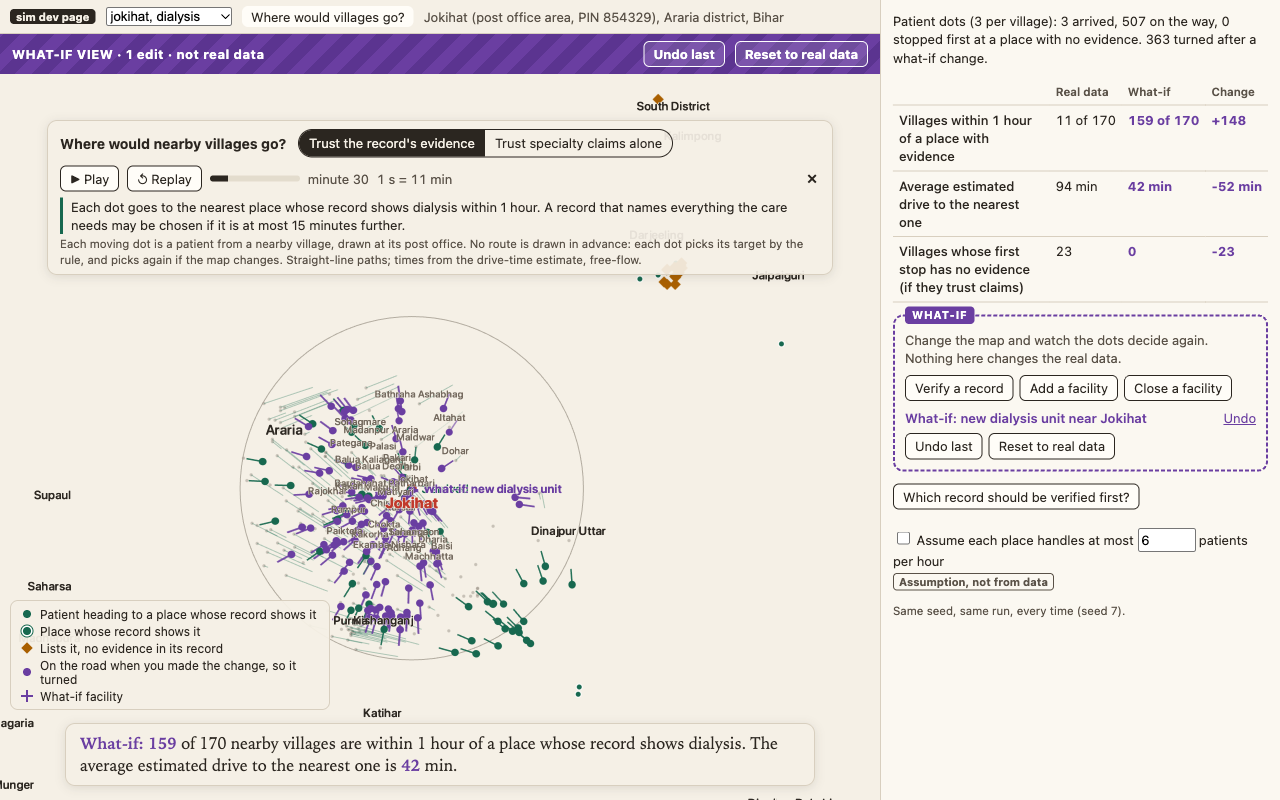 sim dev page
jokihat, dialysis
Where would villages go?
Jokihat (post office area, PIN 854329), Araria district, Bihar
WHAT-IF VIEW · 1 edit · not real data
Undo last
Reset to real data
South District
Kalimpong
Where would nearby villages go?
Trust the record's evidence
Trust specialty claims alone
▶ Play
Replay
minute 30 1 s = 11 min
×
Each dot goes to the nearest place whose record shows dialysis within 1 hour. A record that names everything the care
needs may be chosen if it is at most 15 minutes further.
Darjeeling
Each moving dot is a patient from a nearby village, drawn at its post office. No route is drawn in advance: each dot picks its target by the
rule, and picks again if the map changes. Straight-line paths; times from the drive-time estimate, free-flow.
Jalpaiguri
Bathraha Ashabhag
Altahat
Araria
Madanpur Araria
Maldwar
Palasi
Dohar
Rajokhar
what-if: new dialysis unit
Jokihat
Supaul
Dinajpur Uttar
Machhatta
Baisi
Saharsa
Kishanganj
Patient heading to a place whose record shows it
Place whose record shows it
Lists it, no evidence in its record
On the road when you made the change, so it
turned
What-if facility
Katihar
agaria
Munger
What-if: 159 of 170 nearby villages are within 1 hour of a place whose record shows dialysis. The
average estimated drive to the nearest one is 42 min.
Patient dots (3 per village): 3 arrived, 507 on the way, 0
stopped first at a place with no evidence. 363 turned after a
what-if change.
Real data What-if Change
Villages within 1 hour
of a place with
evidence
11 of 170 159 of 170 +148
Average estimated
drive to the nearest
one
94 min 42 min -52 min
Villages whose first
stop has no evidence
(if they trust claims)
23 0 -23
WHAT-IF
Change the map and watch the dots decide again.
Nothing here changes the real data.
Verify a record
Add a facility
Close a facility
What-if: new dialysis unit near Jokihat
Undo
Undo last
Reset to real data
Which record should be verified first?
Assume each place handles at most 6 patients
per hour
Assumption, not from data
Same seed, same run, every time (seed 7).